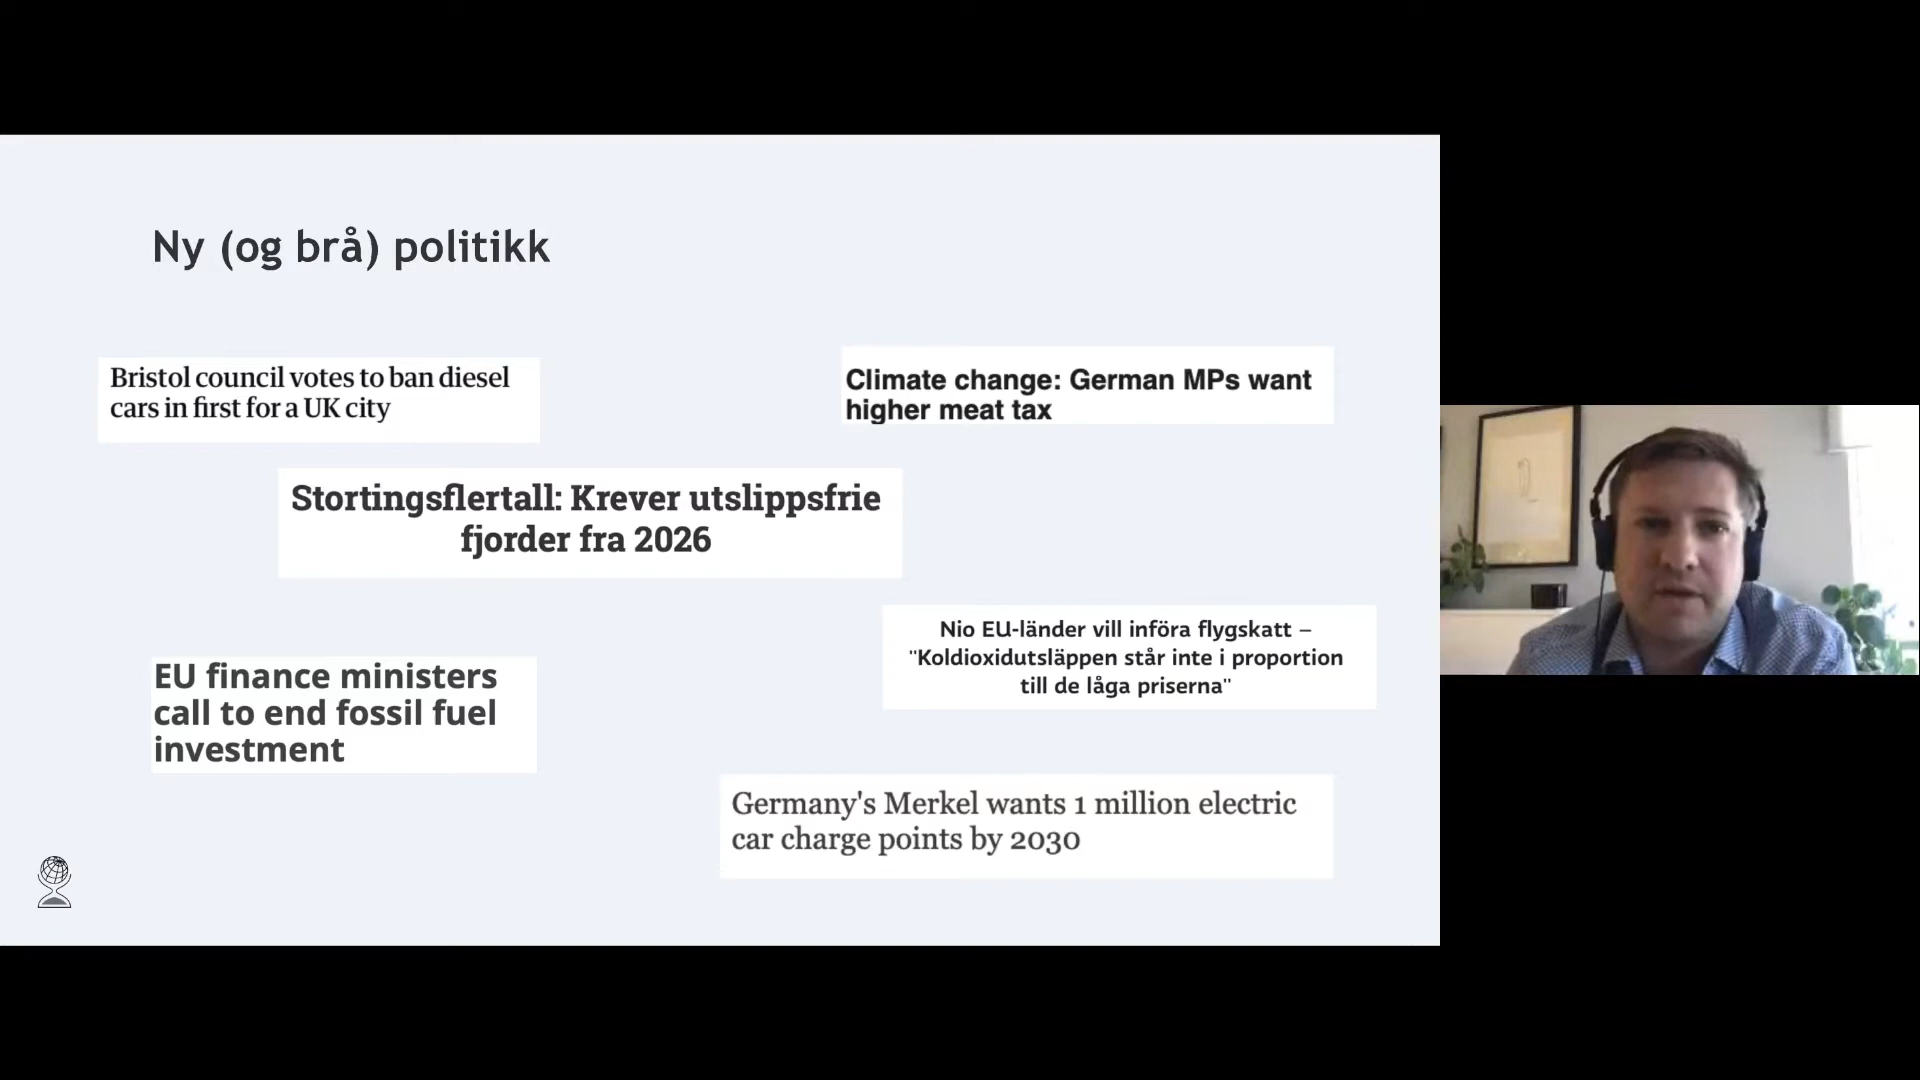 Ny (og brå) politikk
Bristol council votes to ban diesel
cars in first for a UK city
Climate change: German MPs want
higher meat tax
Stortingsflertall: Krever utslippsfrie
fjorder fra 2026
Nio EU-länder vill införa flygskatt –
"Koldioxidutsläppen står inte i proportion
till de låga priserna"
EU finance ministers
call to end fossil fuel
investment
Germany's Merkel wants 1 million electric
car charge points by 2030